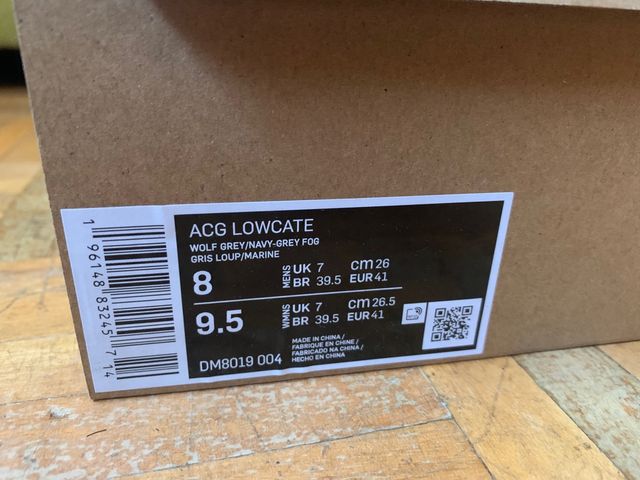 ACG LOWCATE
WOLF GREY/NAVY-GREY FOG
GRIS LOUP/MARINE
8 MENS UK 7 cm 26
BR 39.5 EUR 41
9.5 WMNS UK 7 cm 26.5
BR 39.5 EUR 41
MADE IN CHINA/
FABRIQUE EN CHINE/
FABRICADO NA CHINA/
HECHO EN CHINA
DM8019 004
1 96148 83245 7 14